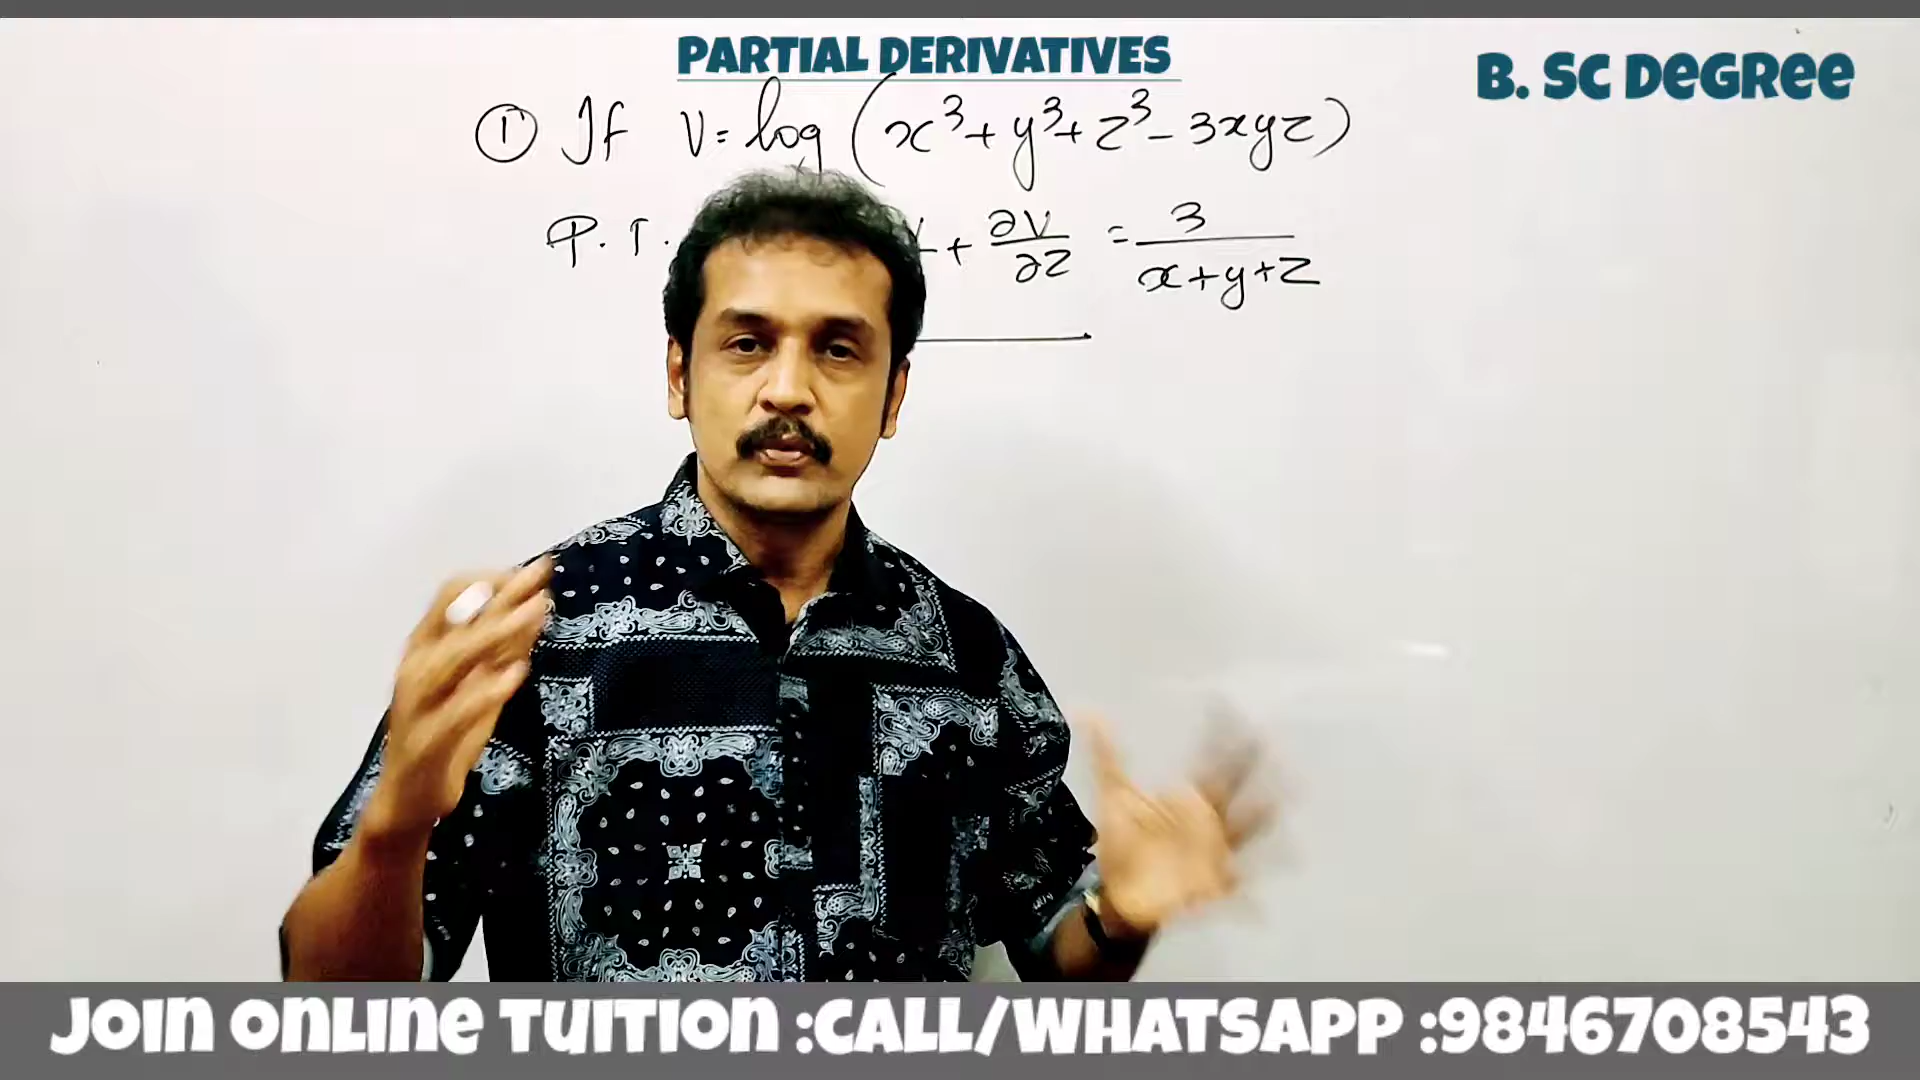 PARTIAL DERIVATIVES
B. SC DEGREE
① If V= log (x³+y³+z³-3xyz)
P.T. + ∂V/∂z = 3/x+y+z
JOIN ONLINE TUITION :CALL/WHATSAPP :9846708543